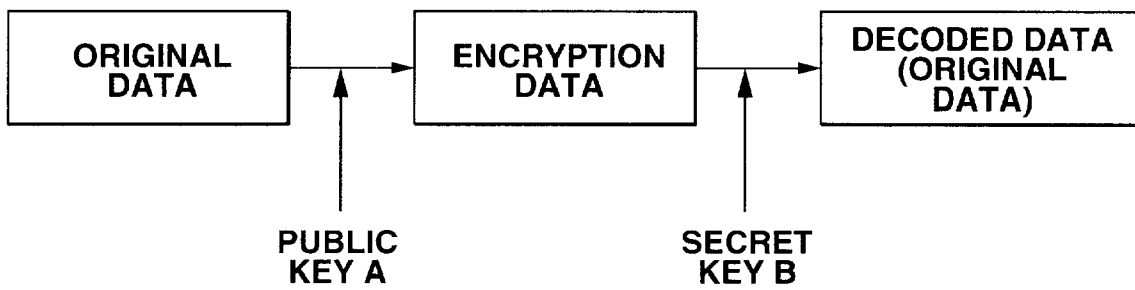 ORIGINAL
DATA
ENCRYPTION
DATA
DECODED DATA
(ORIGINAL
DATA)
PUBLIC
KEY A
SECRET
KEY B